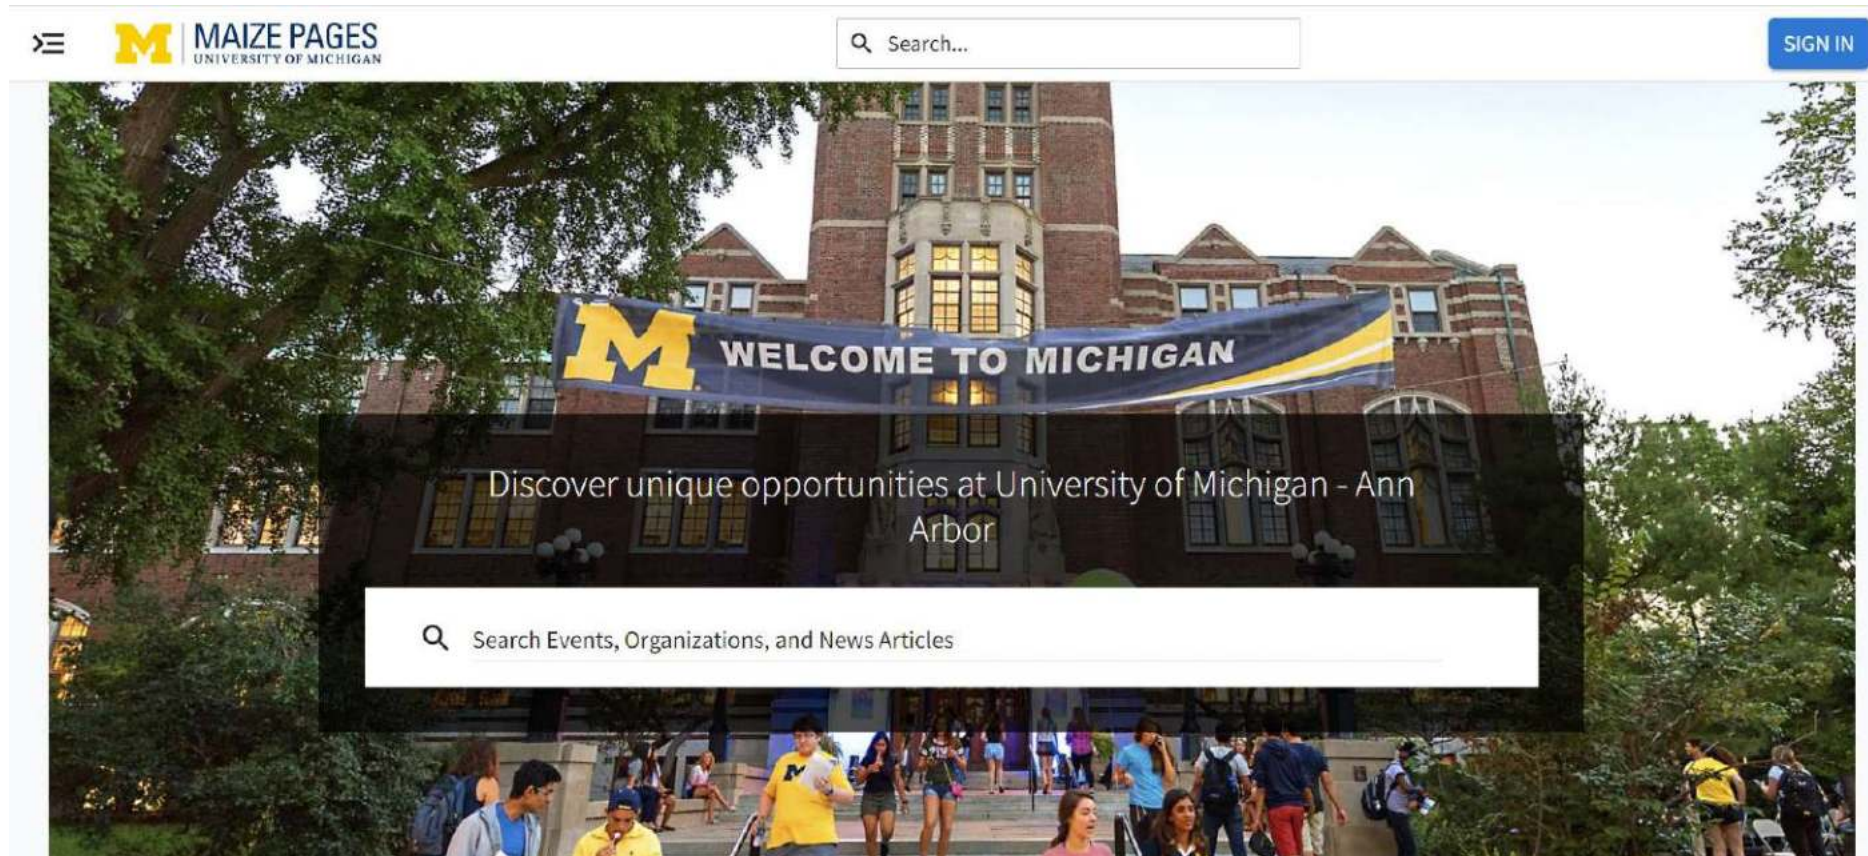 M
MAIZE PAGES
UNIVERSITY OF MICHIGAN
Search...
SIGN IN
M WELCOME TO MICHIGAN
Discover unique opportunities at University of Michigan - Ann
Arbor
Search Events, Organizations, and News Articles
M